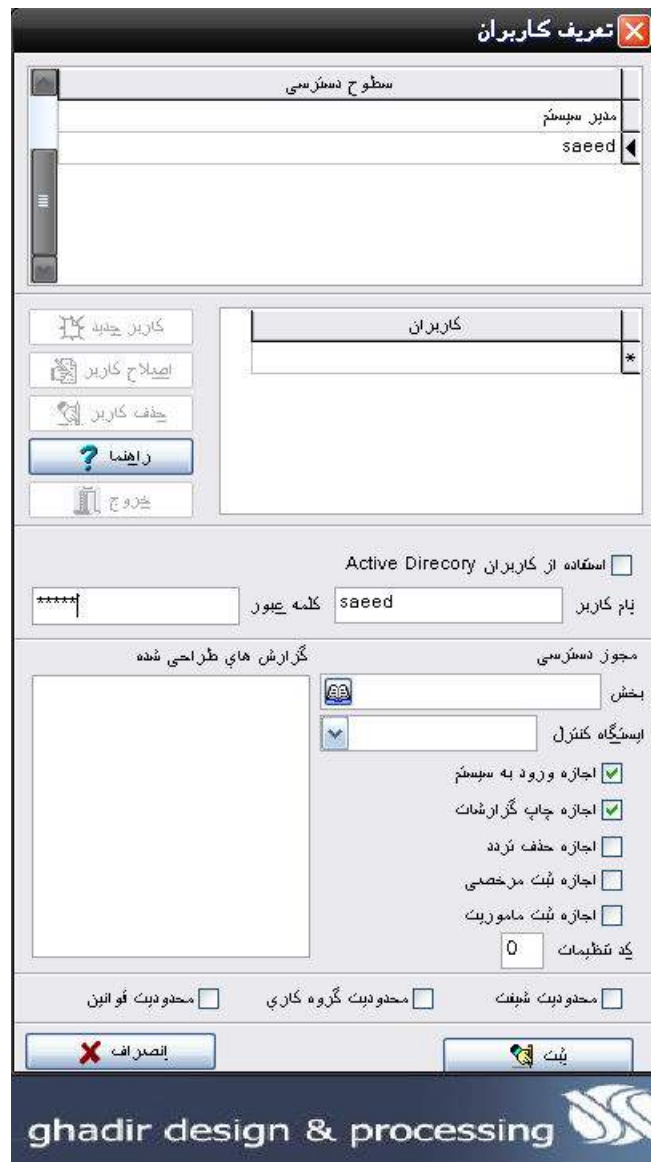 تعریف کاربران
سطوح دسترسی
مدیر سیستم
saeed
کاربران
*
کاربر جدید
اصلاح کاربر
حذف کاربر
راهنما ?
خروج
استفاده از کاربران Active Direcory
نام کاربر saeed کلمه عبور *****
مجوز دسترسی
بخش
ایستگاه کنترل
اجازه ورود به سیستم
اجازه چاپ گزارشات
اجازه حذف تردد
اجازه ثبت مرخصی
اجازه ثبت ماموریت
کد تنظیمات 0
گزارش های طراحی شده
محدودیت شیفت محدودیت گروه کاری محدودیت قوانین
ثبت انصراف
ghadir design & processing